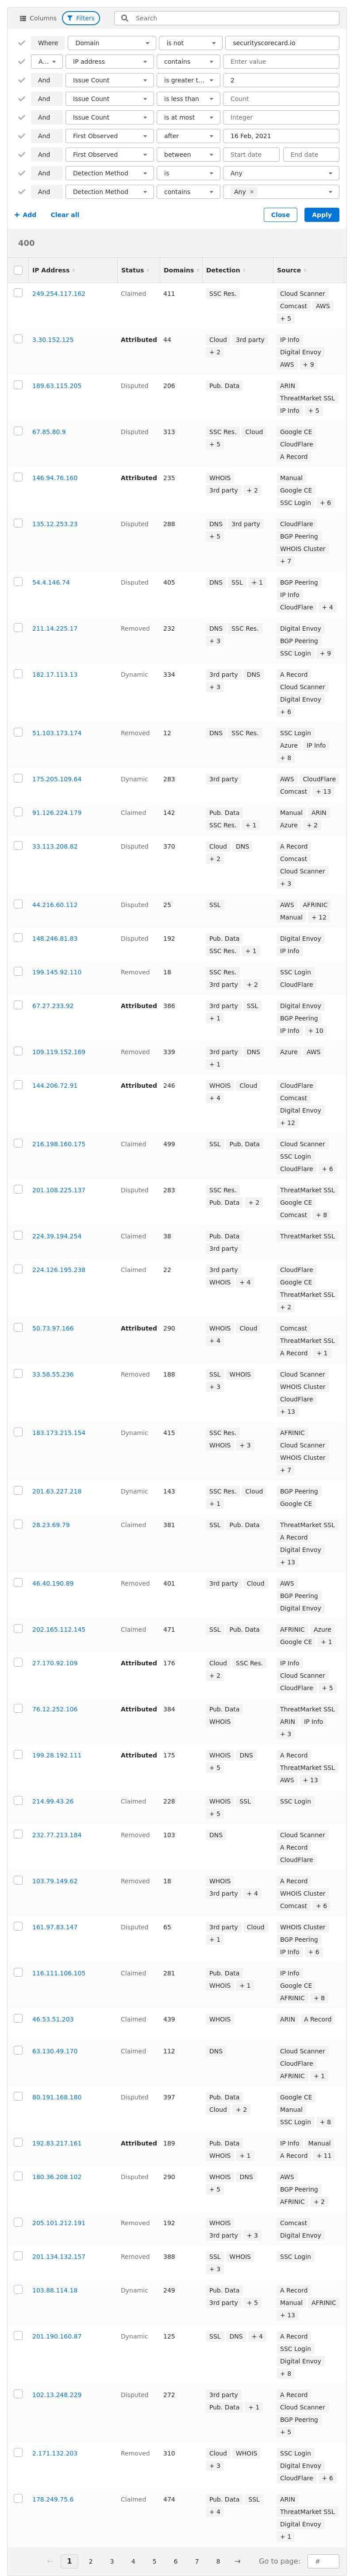 Columns Filters Search
Where Domain is not securityscorecard.io
A... IP address contains Enter value
And Issue Count is greater t... 2
And Issue Count is less than Count
And Issue Count is at most Integer
And First Observed after 16 Feb, 2021
And First Observed between Start date End date
And Detection Method is Any
And Detection Method contains Any ×
+ Add Clear all Close Apply
400
IP Address Status Domains Detection Source
249.254.117.162 Claimed 411 SSC Res. Cloud Scanner
Comcast AWS
+ 5
3.30.152.125 Attributed 44 Cloud 3rd party IP Info
+ 2 Digital Envoy
AWS + 9
189.63.115.205 Disputed 206 Pub. Data ARIN
ThreatMarket SSL
IP Info + 5
67.85.80.9 Disputed 313 SSC Res. Cloud Google CE
+ 5 CloudFlare
A Record
146.94.76.160 Attributed 235 WHOIS Manual
3rd party + 2 Google CE
SSC Login + 6
135.12.253.23 Disputed 288 DNS 3rd party CloudFlare
+ 5 BGP Peering
WHOIS Cluster
+ 7
54.4.146.74 Disputed 405 DNS SSL + 1 BGP Peering
IP Info
CloudFlare + 4
211.14.225.17 Removed 232 DNS SSC Res. Digital Envoy
+ 3 BGP Peering
SSC Login + 9
182.17.113.13 Dynamic 334 3rd party DNS A Record
+ 3 Cloud Scanner
Digital Envoy
+ 6
51.103.173.174 Removed 12 DNS SSC Res. SSC Login
Azure IP Info
+ 8
175.205.109.64 Dynamic 283 3rd party AWS CloudFlare
Comcast + 13
91.126.224.179 Claimed 142 Pub. Data Manual ARIN
SSC Res. + 1 Azure + 2
33.113.208.82 Disputed 370 Cloud DNS A Record
+ 2 Comcast
Cloud Scanner
+ 3
44.216.60.112 Disputed 25 SSL AWS AFRINIC
Manual + 12
148.246.81.83 Disputed 192 Pub. Data Digital Envoy
SSC Res. + 1 IP Info
199.145.92.110 Removed 18 SSC Res. SSC Login
3rd party + 2 CloudFlare
67.27.233.92 Attributed 386 3rd party SSL Digital Envoy
+ 1 BGP Peering
IP Info + 10
109.119.152.169 Removed 339 3rd party DNS Azure AWS
+ 1
144.206.72.91 Attributed 246 WHOIS Cloud CloudFlare
+ 4 Comcast
Digital Envoy
+ 12
216.198.160.175 Claimed 499 SSL Pub. Data Cloud Scanner
SSC Login
CloudFlare + 6
201.108.225.137 Disputed 283 SSC Res. ThreatMarket SSL
Pub. Data + 2 Google CE
Comcast + 8
224.39.194.254 Claimed 38 Pub. Data ThreatMarket SSL
3rd party
224.126.195.238 Claimed 22 3rd party CloudFlare
WHOIS + 4 Google CE
ThreatMarket SSL
+ 2
50.73.97.166 Attributed 290 WHOIS Cloud Comcast
+ 4 ThreatMarket SSL
A Record + 1
33.58.55.236 Removed 188 SSL WHOIS Cloud Scanner
+ 3 WHOIS Cluster
CloudFlare
+ 13
183.173.215.154 Dynamic 415 SSC Res. AFRINIC
WHOIS + 3 Cloud Scanner
WHOIS Cluster
+ 7
201.63.227.218 Dynamic 143 SSC Res. Cloud BGP Peering
+ 1 Google CE
28.23.69.79 Claimed 381 SSL Pub. Data ThreatMarket SSL
A Record
Digital Envoy
+ 13
46.40.190.89 Removed 401 3rd party Cloud AWS
BGP Peering
Digital Envoy
202.165.112.145 Claimed 471 SSL Pub. Data AFRINIC Azure
Google CE + 1
27.170.92.109 Attributed 176 Cloud SSC Res. IP Info
+ 2 Cloud Scanner
CloudFlare + 5
76.12.252.106 Attributed 384 Pub. Data ThreatMarket SSL
WHOIS ARIN IP Info
+ 3
199.28.192.111 Attributed 175 WHOIS DNS A Record
+ 5 ThreatMarket SSL
AWS + 13
214.99.43.26 Claimed 228 WHOIS SSL SSC Login
+ 5
232.77.213.184 Removed 103 DNS Cloud Scanner
A Record
CloudFlare
103.79.149.62 Removed 18 WHOIS A Record
3rd party + 4 WHOIS Cluster
Comcast + 6
161.97.83.147 Disputed 65 3rd party Cloud WHOIS Cluster
+ 1 BGP Peering
IP Info + 6
116.111.106.105 Claimed 281 Pub. Data IP Info
WHOIS + 1 Google CE
AFRINIC + 8
46.53.51.203 Claimed 439 WHOIS ARIN A Record
63.130.49.170 Claimed 112 DNS Cloud Scanner
CloudFlare
AFRINIC + 1
80.191.168.180 Disputed 397 Pub. Data Google CE
Cloud + 2 Manual
SSC Login + 8
192.83.217.161 Attributed 189 Pub. Data IP Info Manual
WHOIS + 1 A Record + 11
180.36.208.102 Disputed 290 WHOIS DNS AWS
+ 5 BGP Peering
AFRINIC + 2
205.101.212.191 Removed 192 WHOIS Comcast
3rd party + 3 Digital Envoy
201.134.132.157 Removed 388 SSL WHOIS SSC Login
+ 3
103.88.114.18 Dynamic 249 Pub. Data A Record
3rd party + 5 Manual AFRINIC
+ 13
201.190.160.87 Dynamic 125 SSL DNS + 4 A Record
SSC Login
Digital Envoy
+ 8
102.13.248.229 Disputed 272 3rd party A Record
Pub. Data + 1 Cloud Scanner
BGP Peering
+ 5
2.171.132.203 Removed 310 Cloud WHOIS SSC Login
+ 3 Digital Envoy
CloudFlare + 6
178.249.75.6 Claimed 474 Pub. Data SSL ARIN
+ 4 ThreatMarket SSL
Digital Envoy
+ 1
← 1 2 3 4 5 6 7 8 → Go to page: #